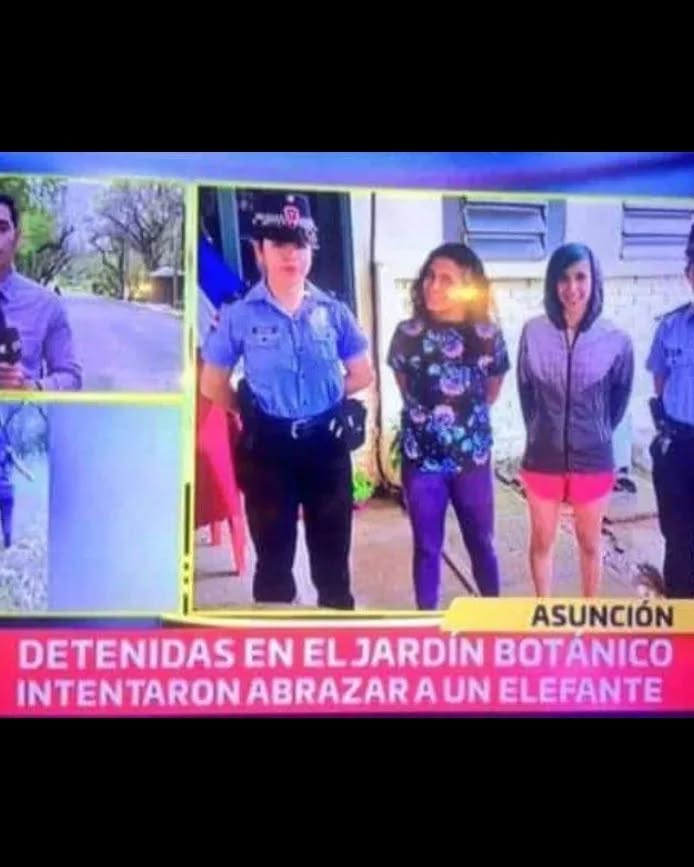 ASUNCIÓN
DETENIDAS EN EL JARDÍN BOTÁNICO
INTENTARON ABRAZAR A UN ELEFANTE